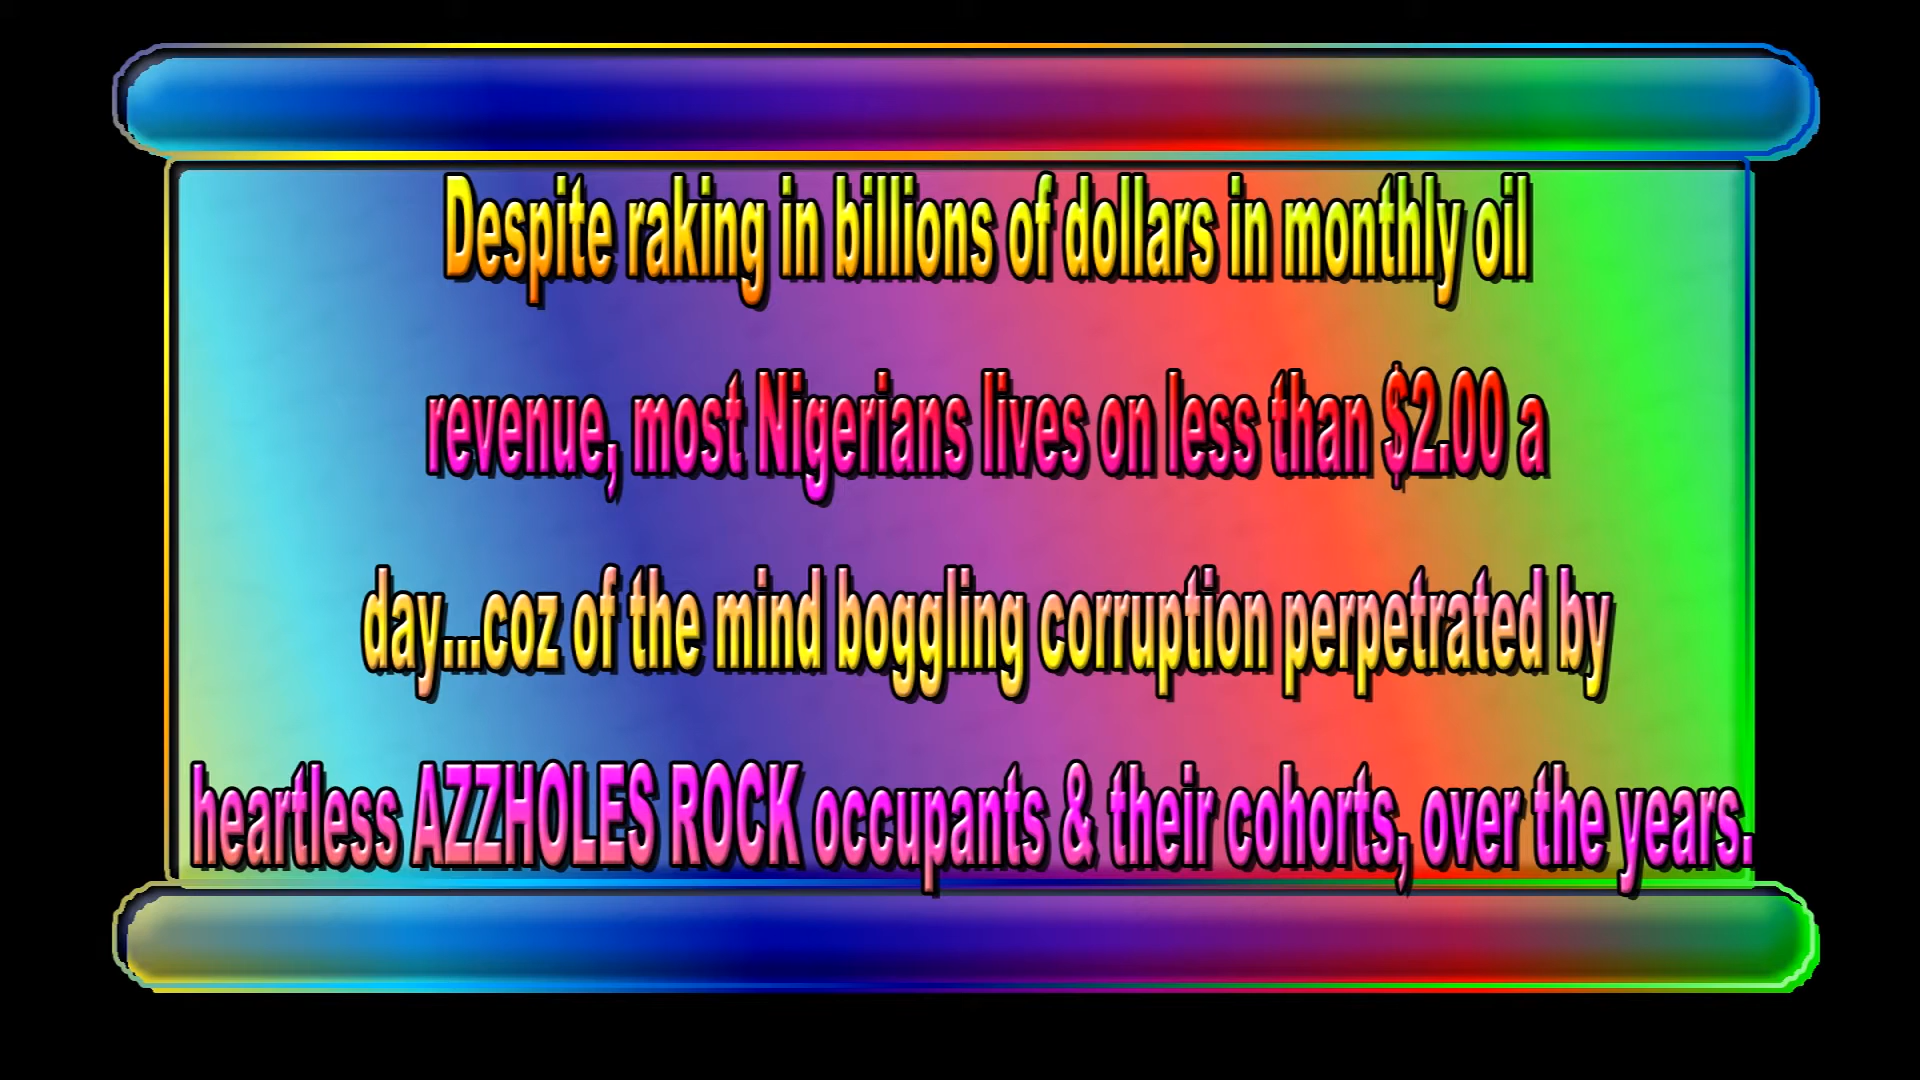 Despite raking in billions of dollars in monthly oil
revenue, most Nigerians lives on less than $2.00 a
day...coz of the mind boggling corruption perpetrated by
heartless AZZHOLES ROCK occupants & their cohorts, over the years.